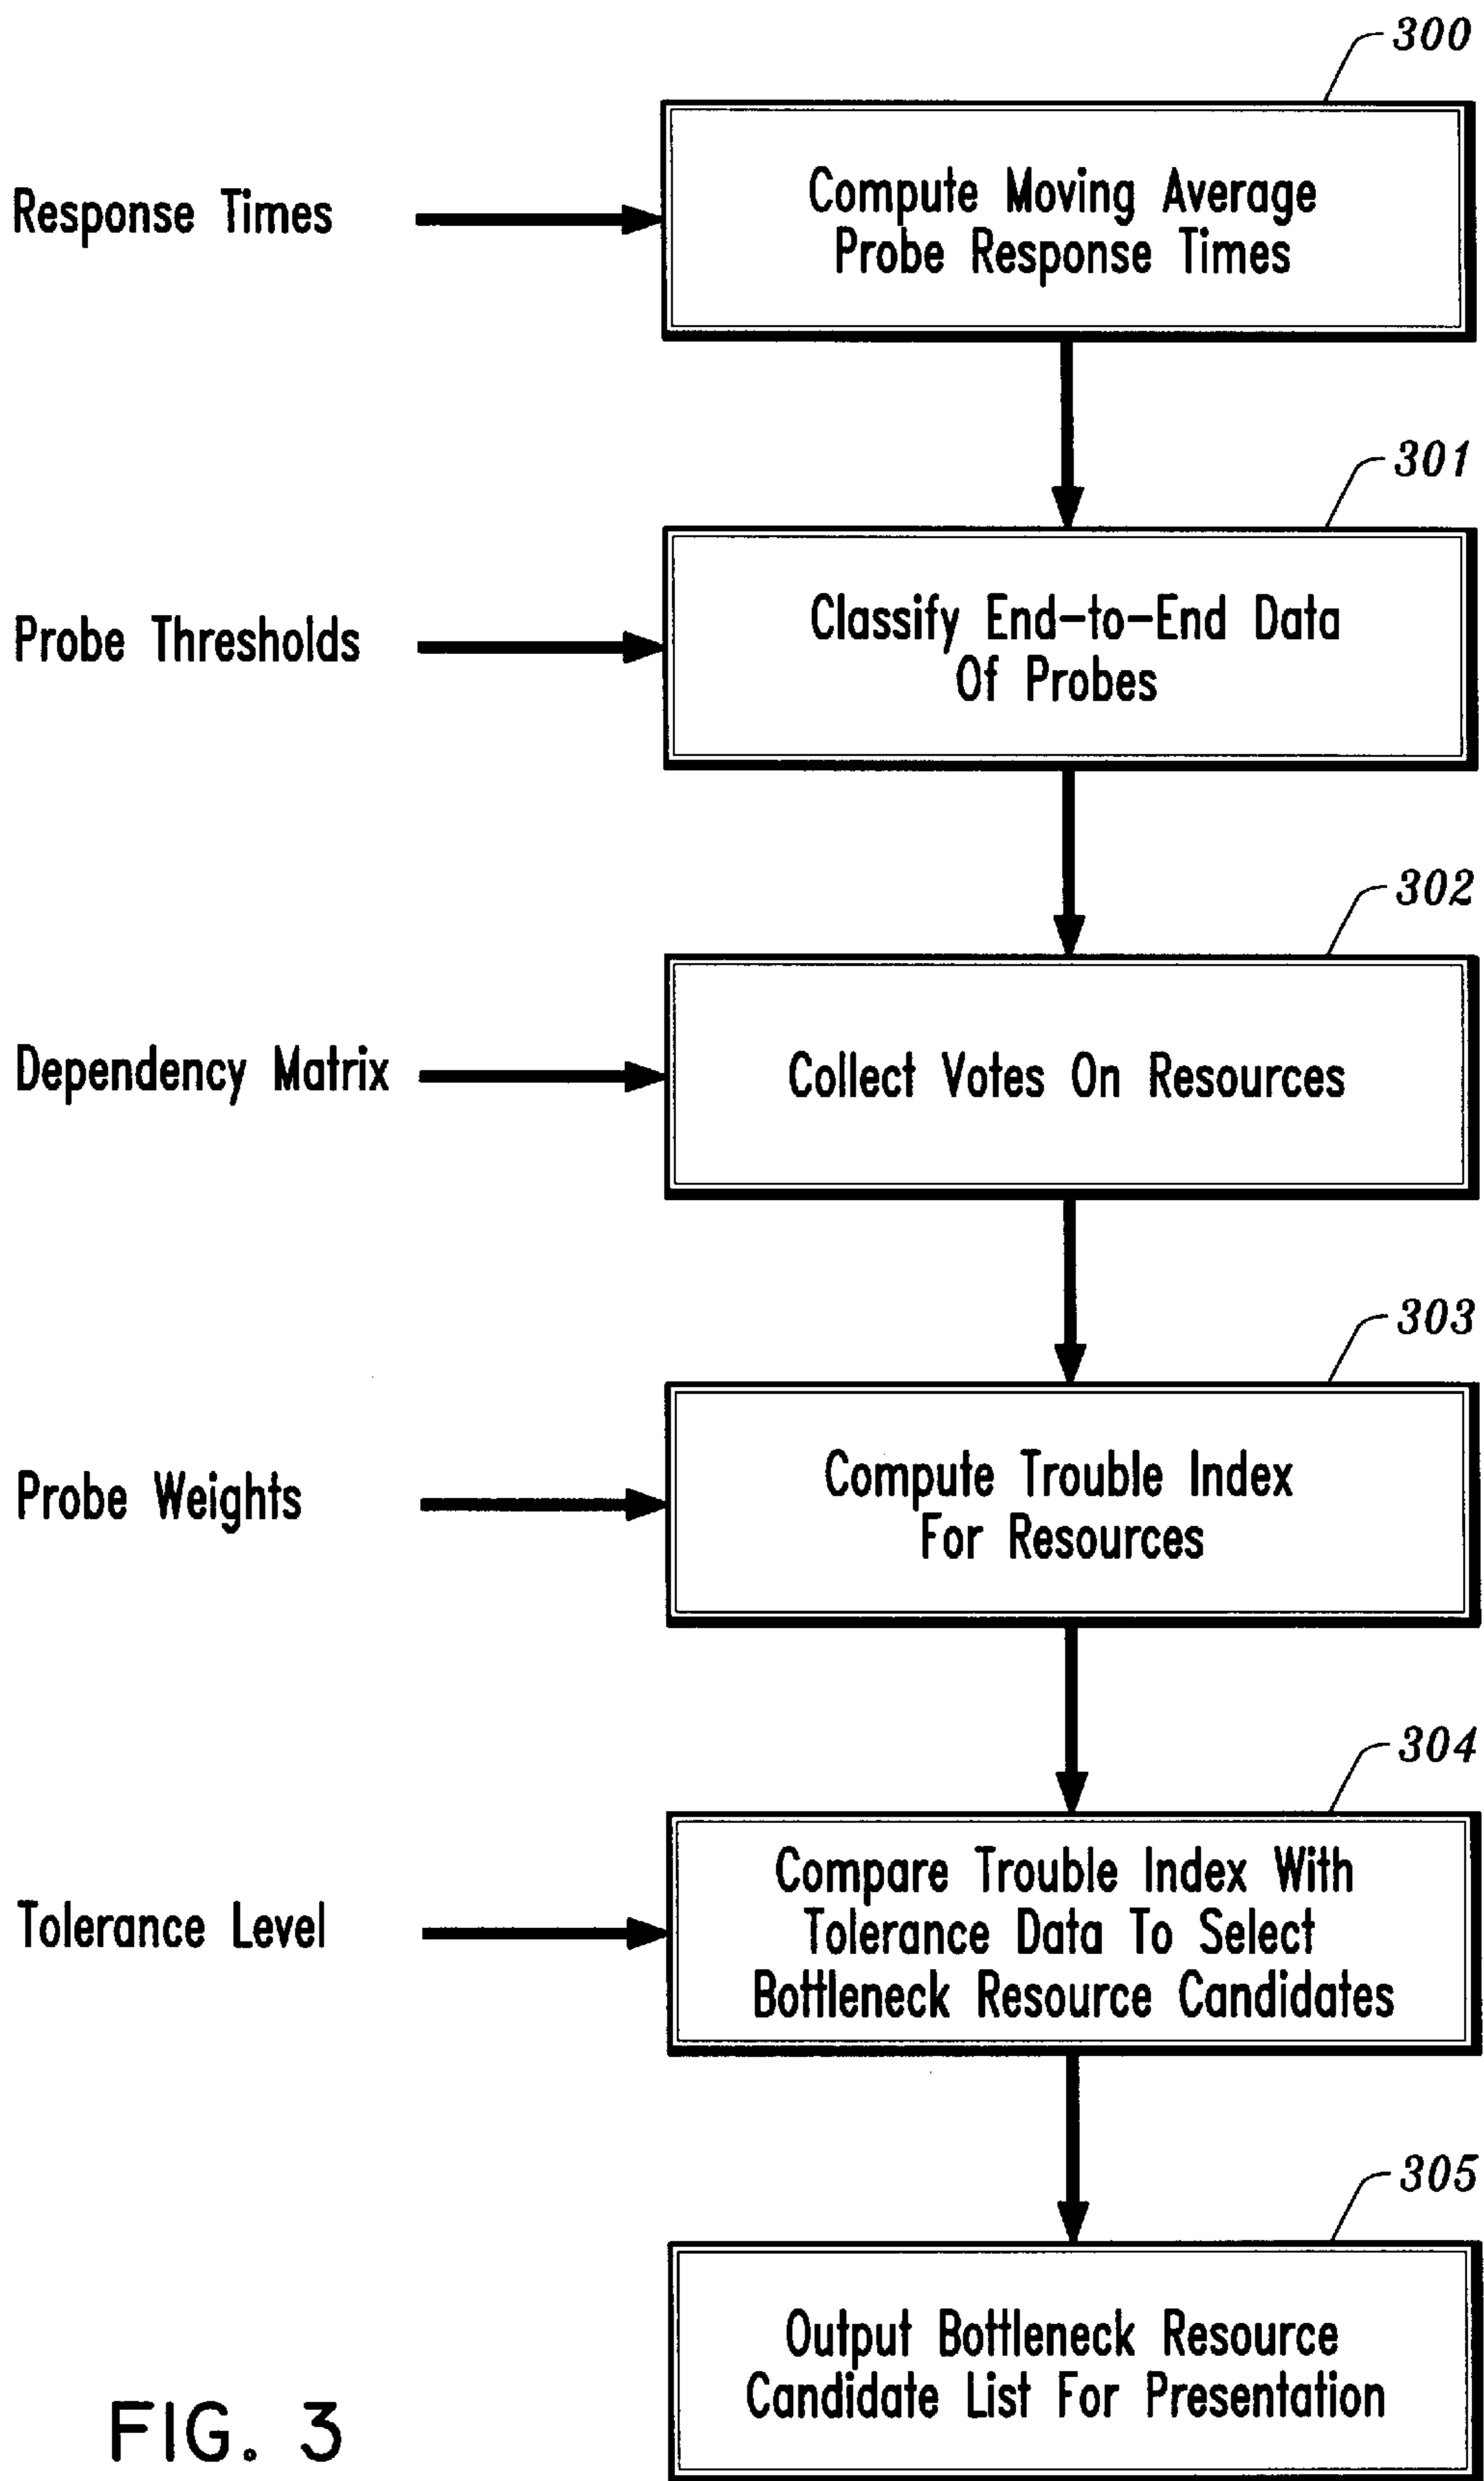 300
Response Times
Compute Moving Average
Probe Response Times
301
Probe Thresholds
Classify End-to-End Data
Of Probes
302
Dependency Matrix
Collect Votes On Resources
303
Probe Weights
Compute Trouble Index
For Resources
304
Tolerance Level
Compare Trouble Index With
Tolerance Data To Select
Bottleneck Resource Candidates
305
Output Bottleneck Resource
Candidate List For Presentation
FIG. 3